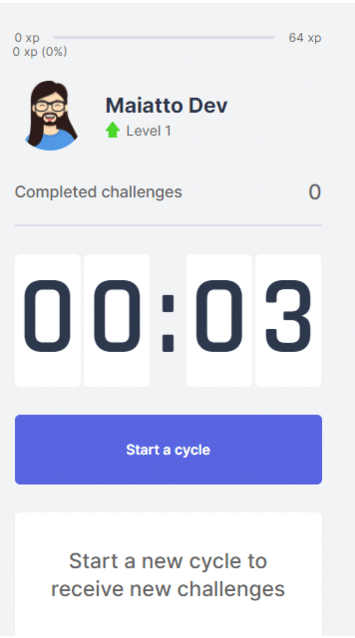 0 xp 64 xp
0 xp (0%)
Maiatto Dev
Level 1
Completed challenges 0
00:03
Start a cycle
Start a new cycle to
receive new challenges